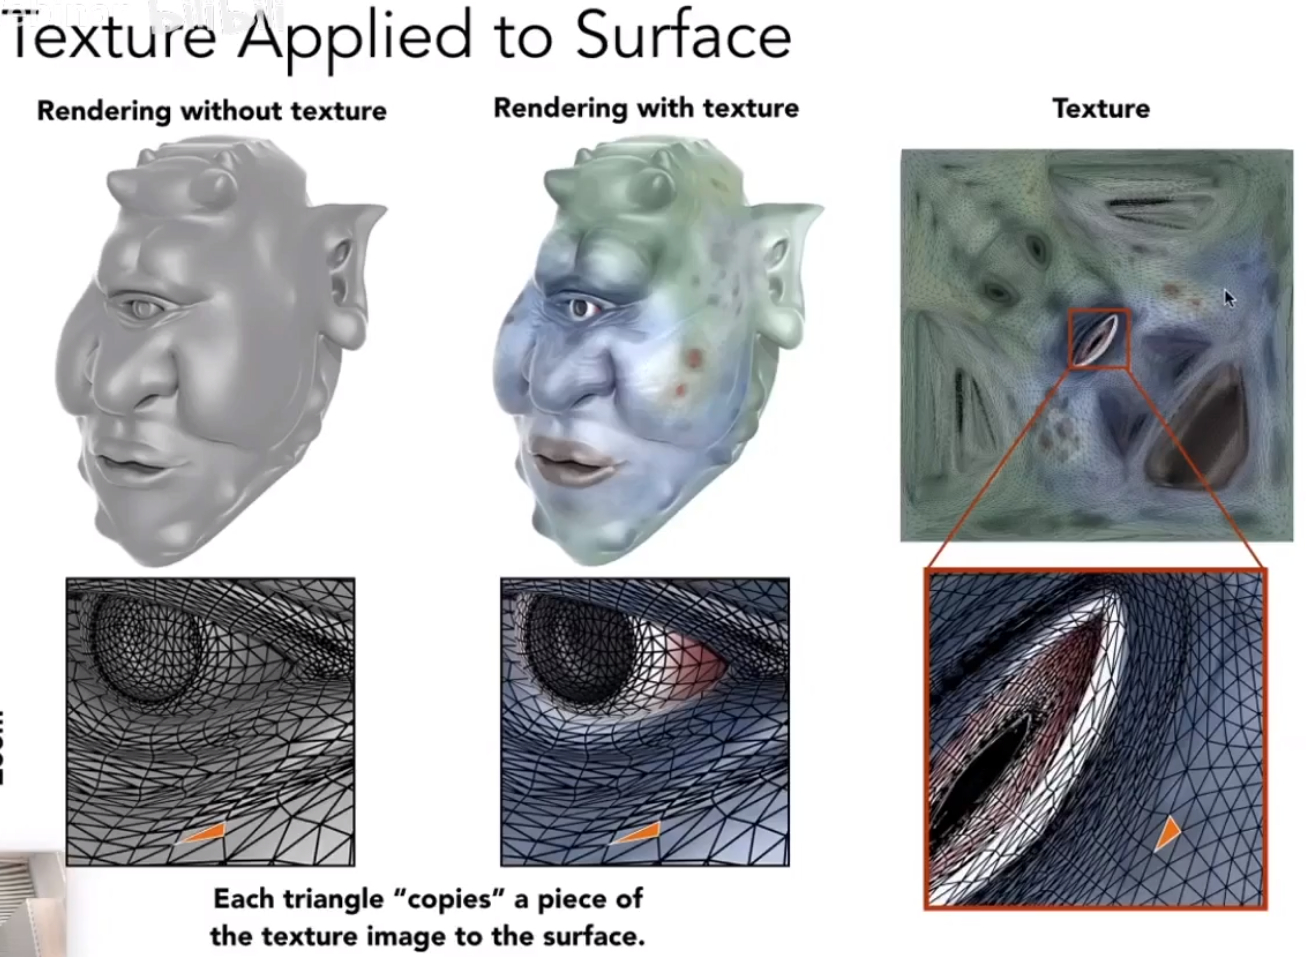 Texture Applied to Surface
Rendering without texture
Rendering with texture
Texture
Each triangle “copies” a piece of
the texture image to the surface.